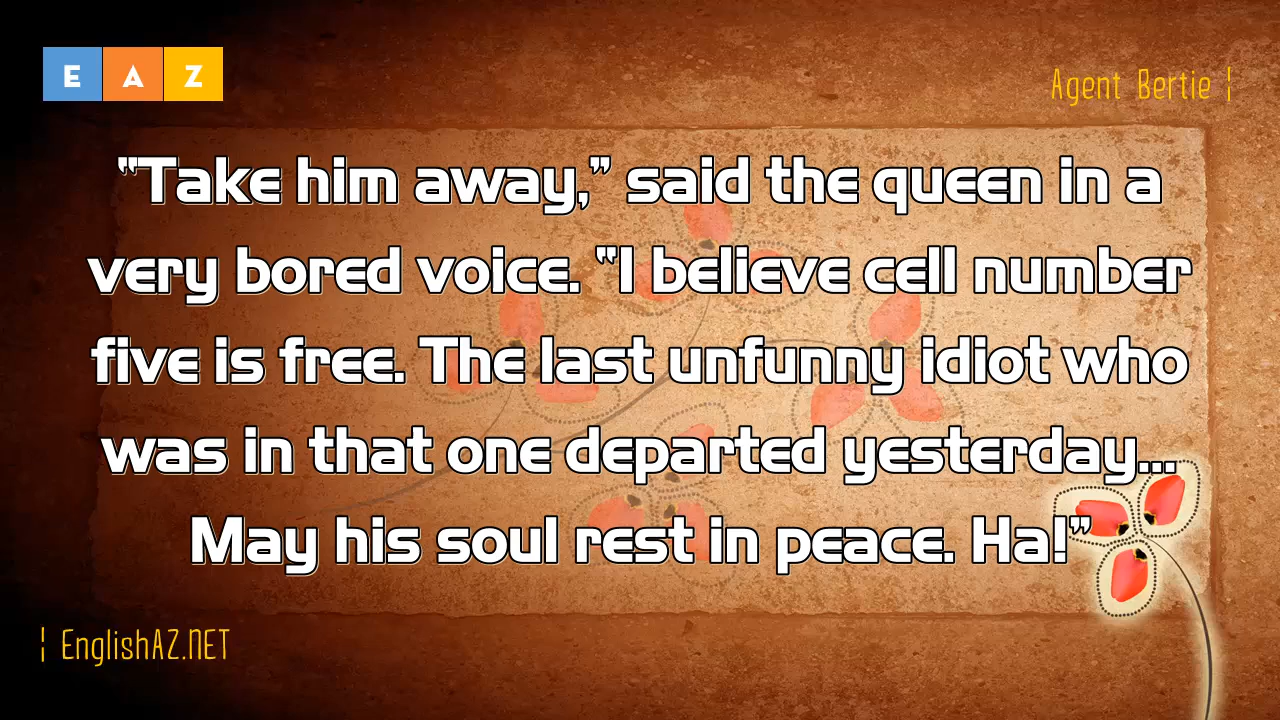 E A Z
Agent Bertie ¦
“Take him away,” said the queen in a
very bored voice. “I believe cell number
five is free. The last unfunny idiot who
was in that one departed yesterday...
May his soul rest in peace. Ha!”
¦ EnglishAZ.NET